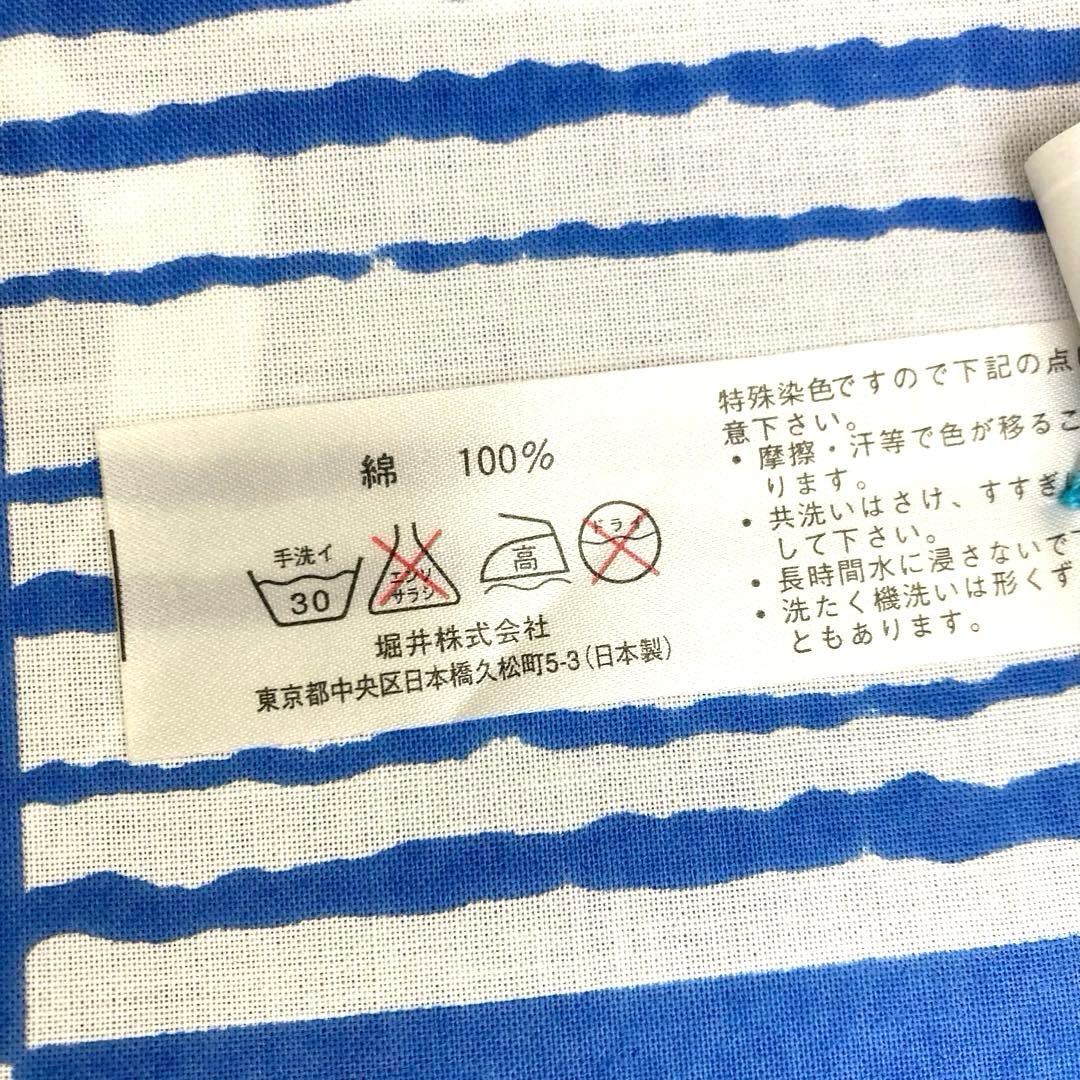 綿 100%
手洗イ
30
エンソ
サラシ
高
ドライ
堀井株式会社
東京都中央区日本橋久松町5-3(日本製)
特殊染色ですので下記の点
意下さい。
・摩擦・汗等で色が移るこ
ります。
・共洗いはさけ、すすぎ
して下さい。
・長時間水に浸さないで下
・洗たく機洗いは形くず
ともあります。